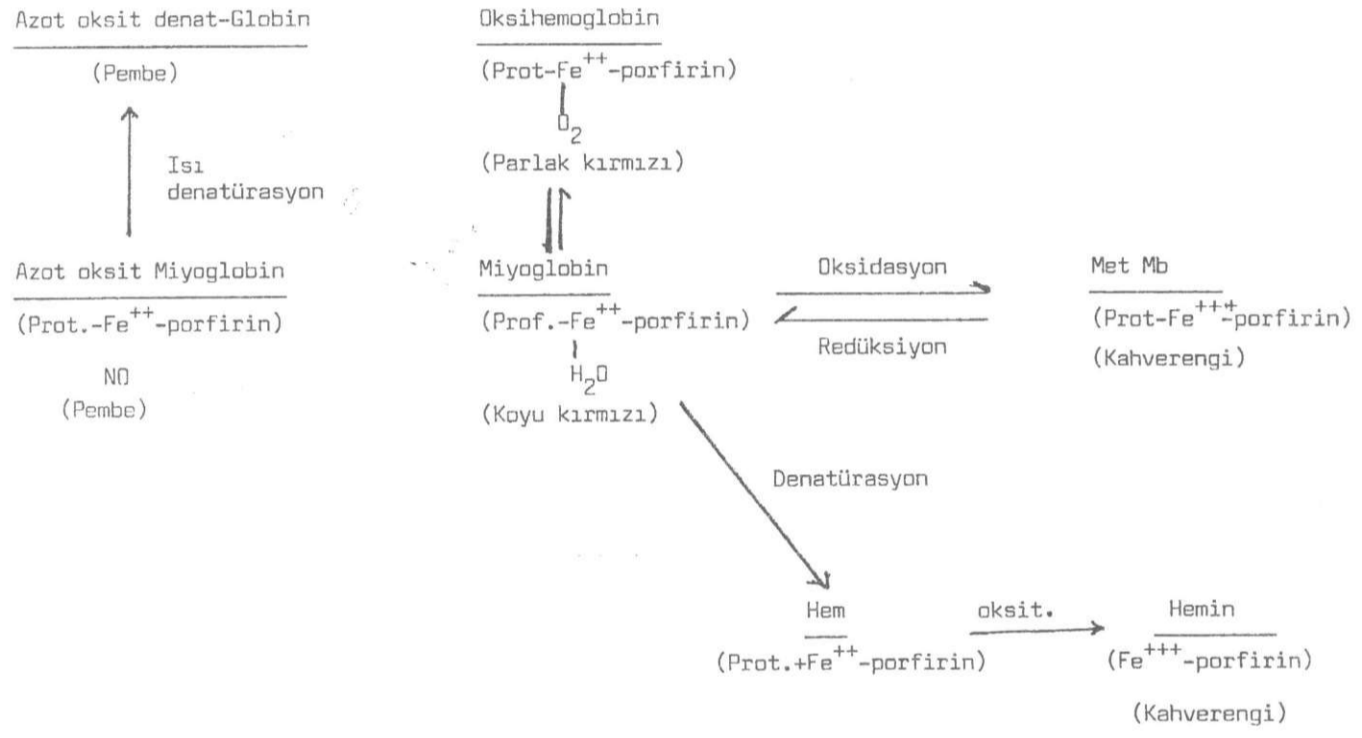 Azot oksit denat-Globin
(Pembe)
Isı
denatürasyon
Azot oksit Miyoglobin
(Prot.-Fe++-porfirin)
NO
(Pembe)
Oksihemoglobin
(Prot-Fe++-porfirin)
O2
(Parlak kırmızı)
Miyoglobin
(Prof.-Fe++-porfirin)
H2O
(Koyu kırmızı)
Oksidasyon
Redüksiyon
Met Mb
(Prot-Fe+++-porfirin)
(Kahverengi)
Denatürasyon
Hem
(Prot.+Fe++-porfirin)
oksit.
Hemin
(Fe+++-porfirin)
(Kahverengi)